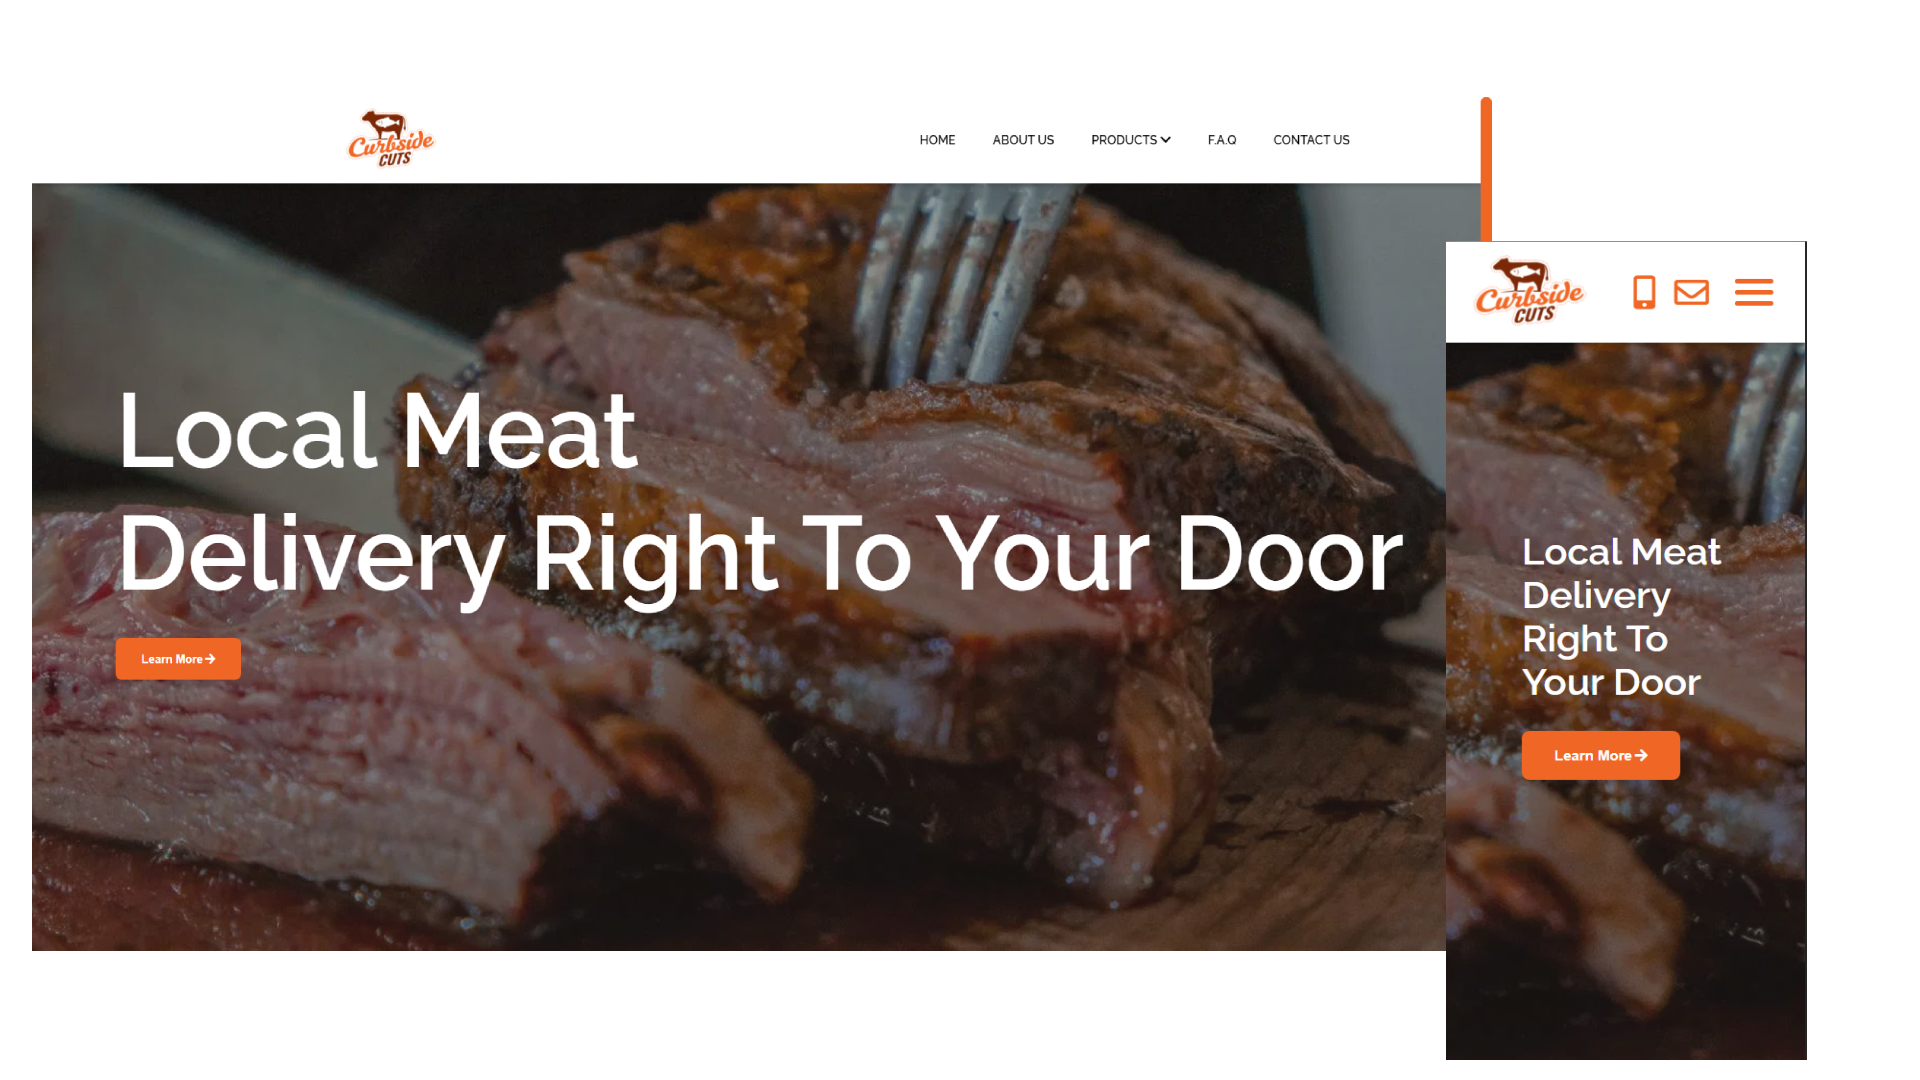 Curbside
CUTS
HOME
ABOUT US
PRODUCTS
F.A.Q
CONTACT US
Local Meat
Delivery Right To Your Door
Learn More
Curbside
CUTS
Local Meat
Delivery
Right To
Your Door
Learn More